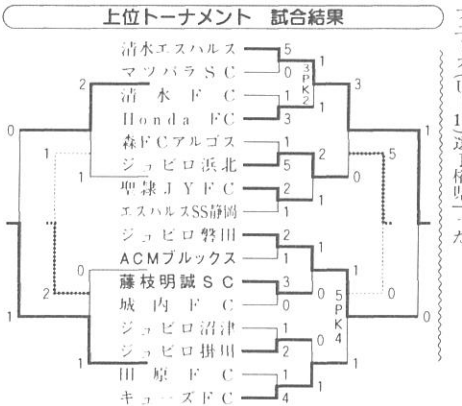 上位トーナメント 試合結果
清水エスパルス 5
マツバラSC 0
清水FC 1
Honda FC 3
森FCアルゴス 1
ジュビロ浜北 5
聖隷JYFC 2
エスパルスSS静岡 1
ジュビロ磐田 2
ACMブルックス 1
藤枝明誠SC 3
城内FC 0
ジュビロ沼津 1
ジュビロ掛川 2
田原FC 1
キューズFC 4
1
3PK2
1
2
0
1
0
0
1
3
0
5PK4
1
0
1
0
5
0
2
1
0
1
0
1
2
1